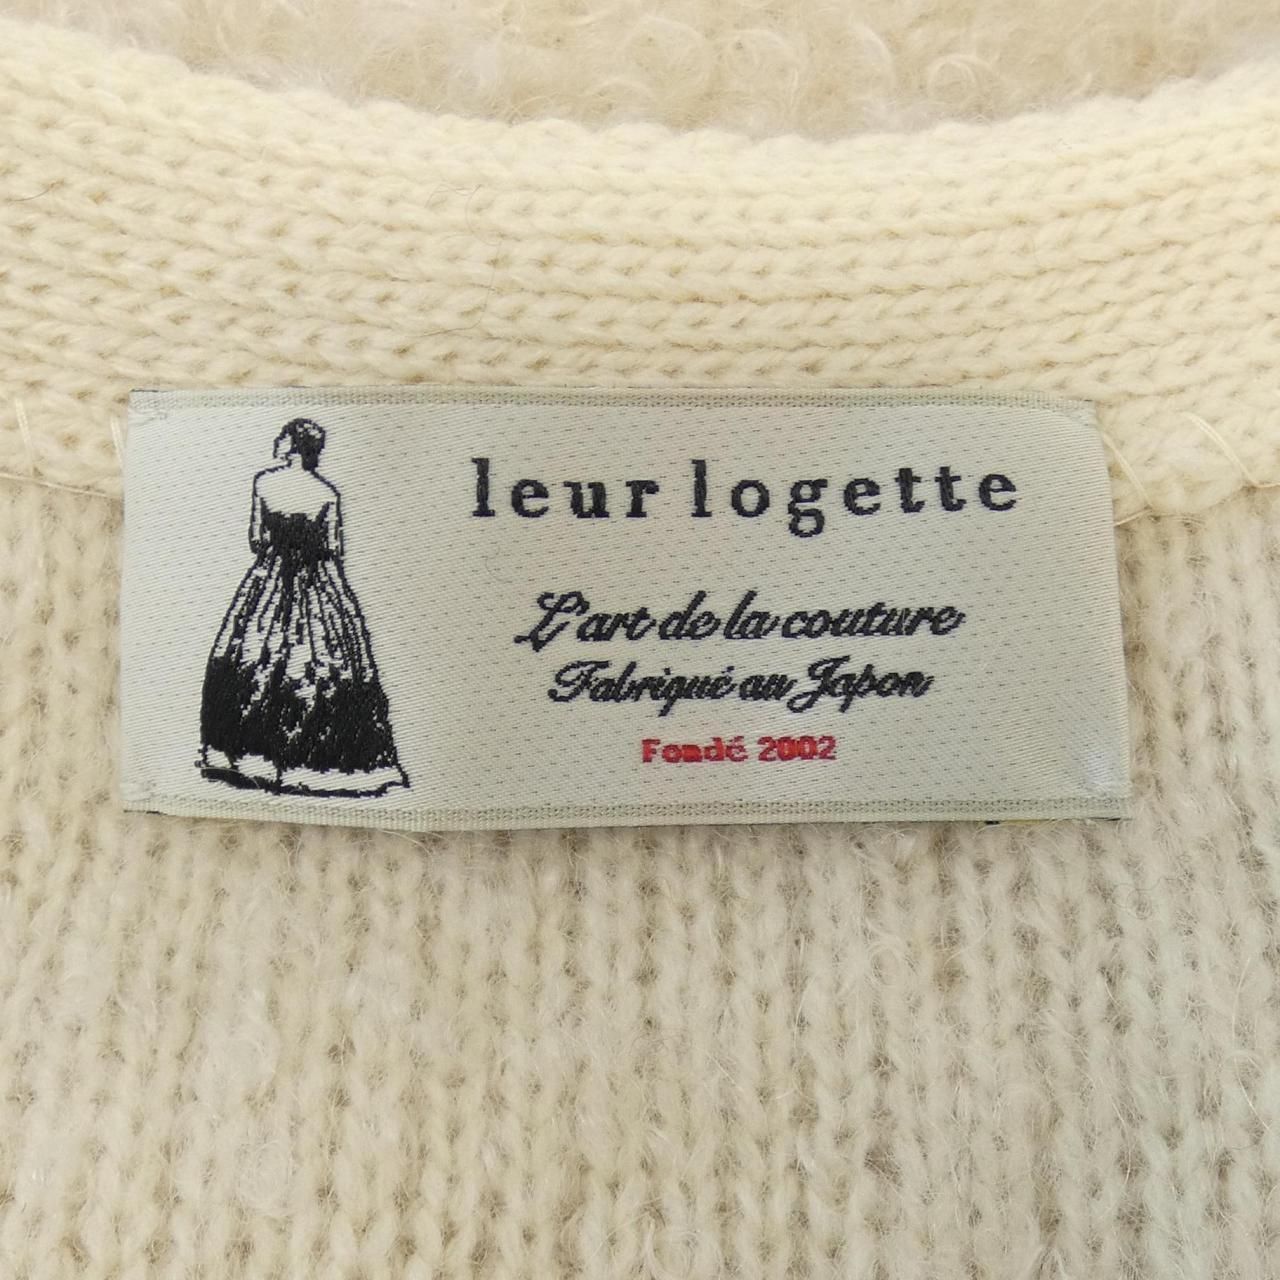 leur logette
L'art de la couture
Fabriqué au Japon
Fondé 2002